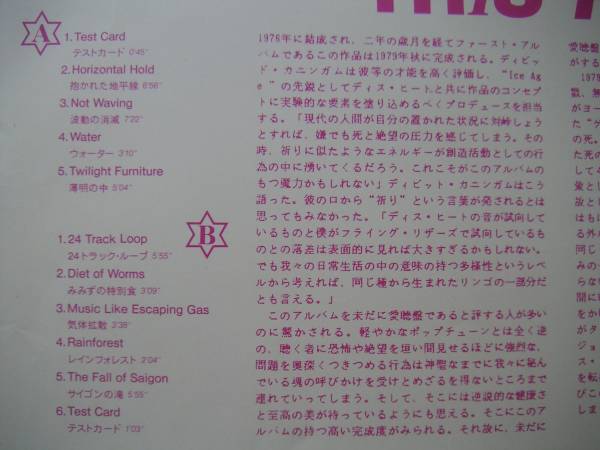 THIS
A
1. Test Card
テストカード 0'45"
2. Horizontal Hold
抱かれた地平線 6'56"
3. Not Waving
波動の消滅 7'22"
4. Water
ウォーター 3'10"
5. Twilight Furniture
薄明の中 5'04"
B
1. 24 Track Loop
24トラック・ループ 5'55"
2. Diet of Worms
みみずの特別食 3'09"
3. Music Like Escaping Gas
気体拡散 3'38"
4. Rainforest
レインフォレスト 2'04"
5. The Fall of Saigon
サイゴンの滝 5'55"
6. Test Card
テストカード 1'03"
1976年に結成され、二年の歳月を経てファースト・アル
バムであるこの作品は1979年秋に完成される。ディビッ
ド・カニンガムは彼等の才能を高く評価し、“Ice Ag
e”の先鋭としてディス・ヒートと共に作品のコンセプ
トに実験的な要素を塗り込めるべくプロデュースを担当
する。「現代の人間が自分の置かれた状況に対峙しょう
とすれば、嫌でも死と絶望の圧力を感じてしまう。その
時、祈りに似たようなエネルギーが創造活動としての行
為の中に湧いてくるだろう。これこそがこのアルバムの
もつ魔力かもしれない」ディビット・カニンガムはこう
語った。彼の口から“祈り”という言葉が発されるとは
思ってもみなかった。「ディス・ヒートの音が試向して
いるものと僕がフライング・リザーズで試向しているも
のとの落差は表面的に見れば大きすぎるかもしれない。
でも我々の日常生活の中の意味の持つ多様性というレベ
ルから考えれば、同じ種から生まれたリンゴの一部分だ
とも言える。」
このアルバムを未だに愛聴盤であると評する人が多い
のに驚かされる。軽やかなポップチューンとは全く逆
の、聴く者に恐怖や絶望を垣い間見せるほどに強烈な、
問題を奥深くつきつめる行為は神聖なまでに我々に秘ん
でいる魂の呼びかけを受けとめざるを得ないところまで
連れていってしまう。そして、そこには逆説的な健康さ
と至高の美が待っているようにも思える。そこにこのア
ルバムの持つ高い完成度がみられる。それ故に、未だに